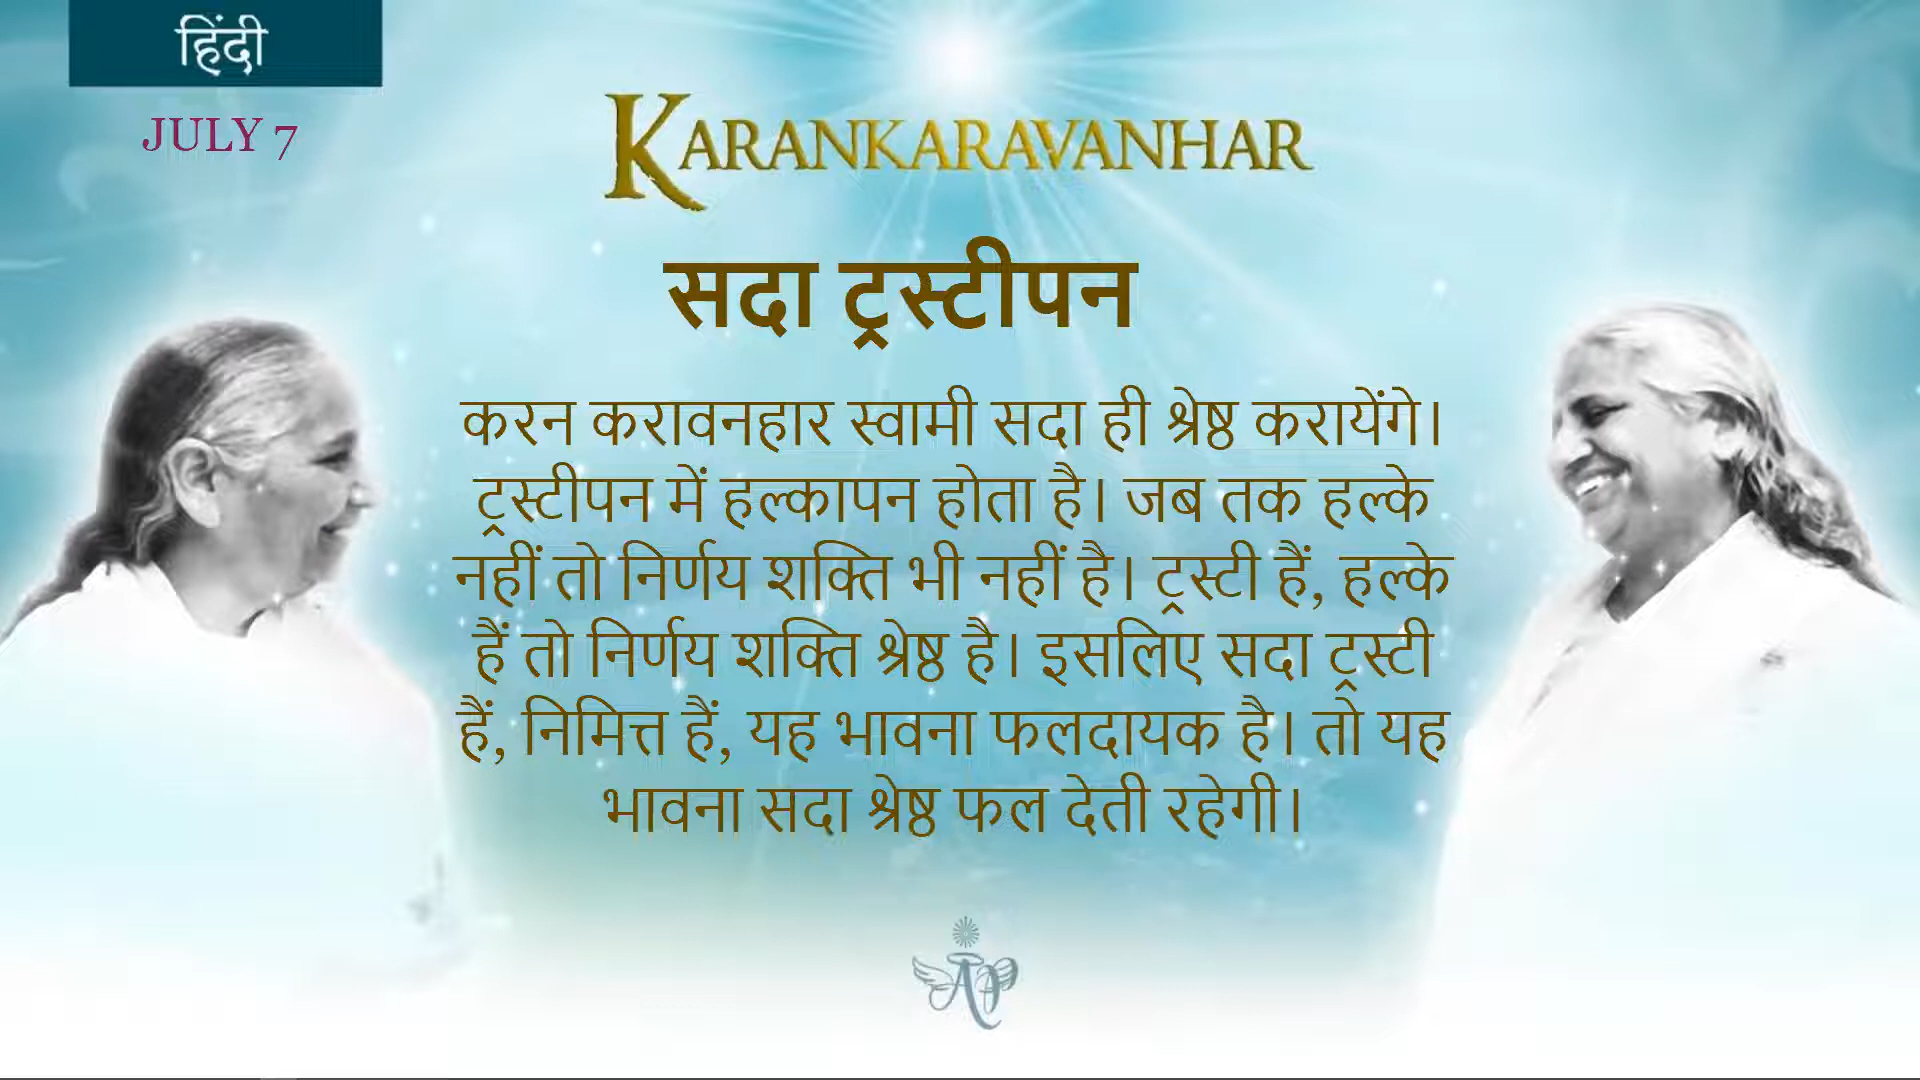 हिंदी
JULY 7
KARANKARAVANHAR
सदा ट्रस्टीपन
करन करावनहार स्वामी सदा ही श्रेष्ठ करायेंगे।
ट्रस्टीपन में हल्कापन होता है। जब तक हल्के
नहीं तो निर्णय शक्ति भी नहीं है। ट्रस्टी हैं, हल्के
हैं तो निर्णय शक्ति श्रेष्ठ है। इसलिए सदा ट्रस्टी
हैं, निमित्त हैं, यह भावना फलदायक है। तो यह
भावना सदा श्रेष्ठ फल देती रहेगी।